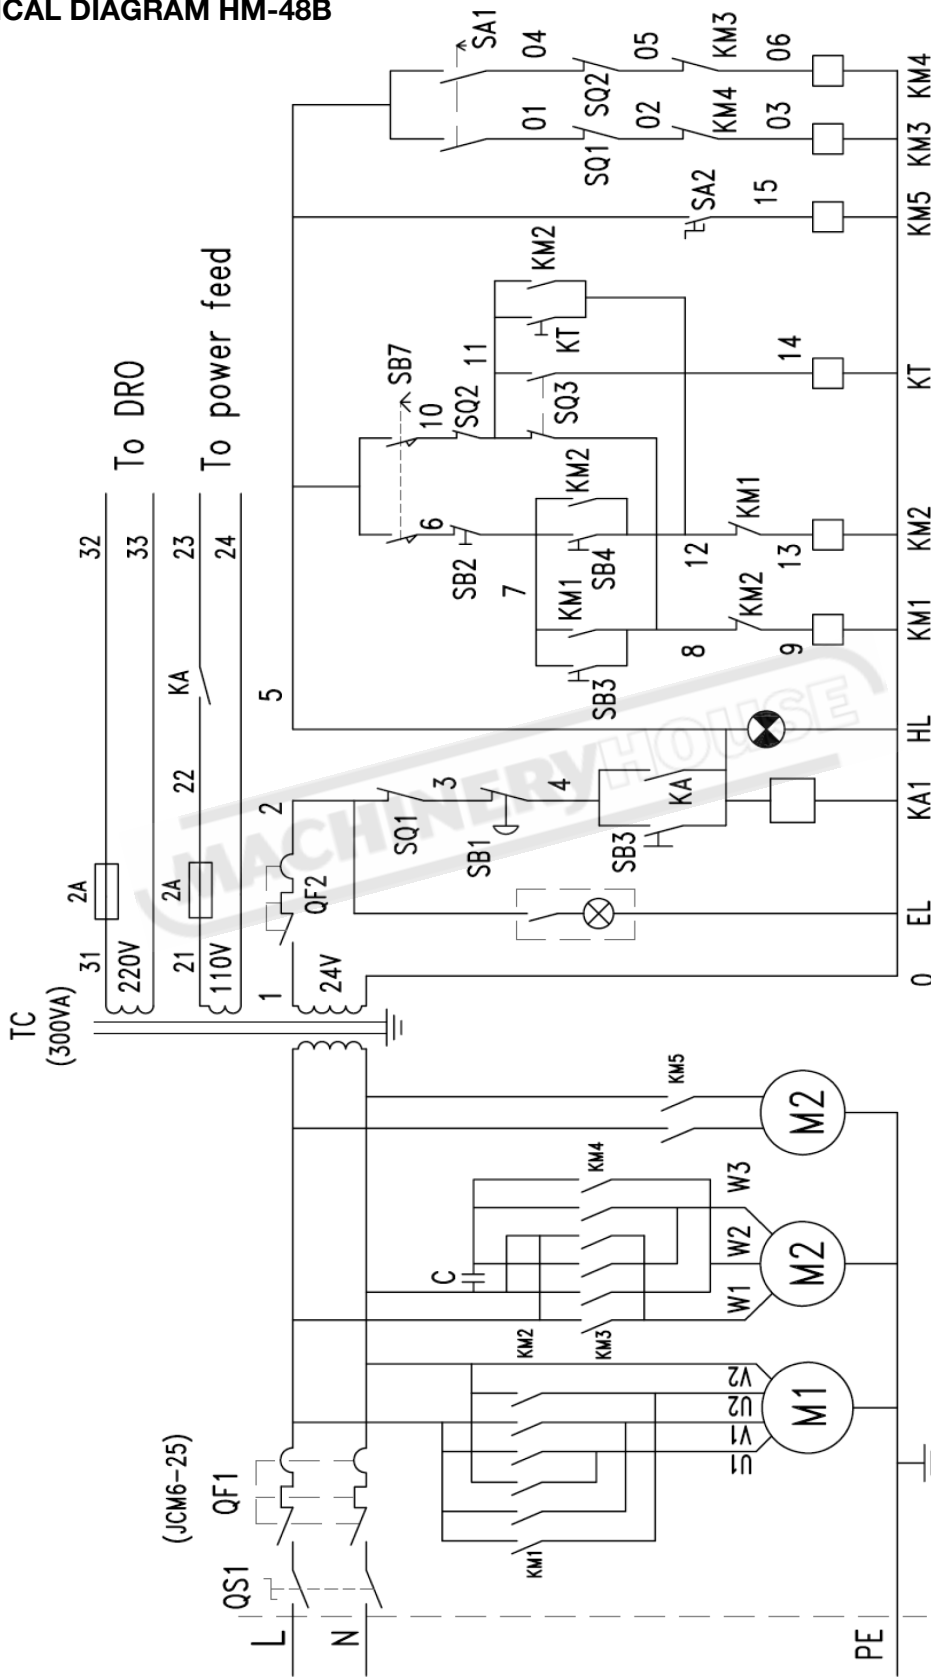 ICAL DIAGRAM HM-48B
L
N
PE
QS1
QF1
(JCM6-25)
KM1
U1
V1
U2
V2
M1
KM2
KM3
C
KM4
W1
W2
W3
M2
KM5
M2
TC
(300VA)
31
220V
2A
32
33
To DRO
21
110V
2A
22
KA
23
24
To power feed
1
24V
QF2
2
5
0
EL
SQ1
3
SB1
4
SB3
KA
KA1
HL
SB7
6
10
SB2
SQ2
7
11
SB3
KM1
SB4
KM2
SQ3
KT
KM2
8
KM2
9
KM1
12
KM1
13
KM2
14
KT
SA2
15
KM5
SA1
01
04
SQ1
SQ2
02
05
KM4
KM3
03
06
KM3
KM4
MACHINERYHOUSE